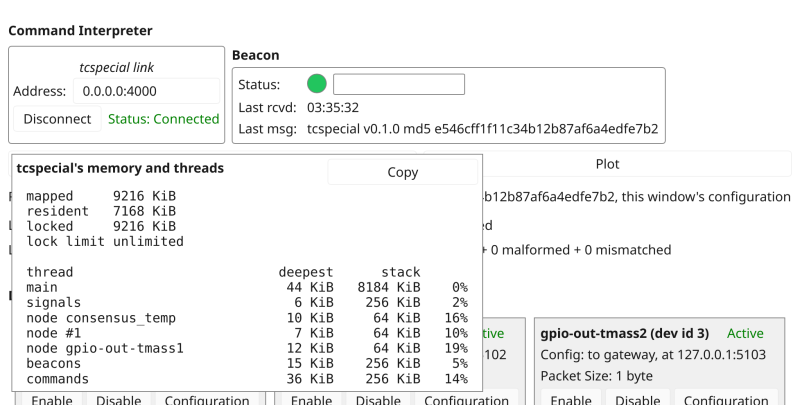 Command Interpreter
tcspecial link
Address: 0.0.0.0:4000
Disconnect Status: Connected
Beacon
Status:
Last rcvd: 03:35:32
Last msg: tcspecial v0.1.0 md5 e546cff1f11c34b12b87af6a4edfe7b2
Plot
tcspecial's memory and threads
Copy
mapped 9216 KiB
resident 7168 KiB
locked 9216 KiB
lock limit unlimited
thread deepest stack
main 44 KiB 8184 KiB 0%
signals 6 KiB 256 KiB 2%
node consensus_temp 10 KiB 64 KiB 16%
node #1 7 KiB 64 KiB 10%
node gpio-out-tmass1 12 KiB 64 KiB 19%
beacons 15 KiB 256 KiB 5%
commands 36 KiB 256 KiB 14%
b12b87af6a4edfe7b2, this window's configuration
ed
+ 0 malformed + 0 mismatched
tive
102
gpio-out-tmass2 (dev id 3) Active
Config: to gateway, at 127.0.0.1:5103
Packet Size: 1 byte
Enable Disable Configuration
Enable Disable Configuration
Enable Disable Configuration